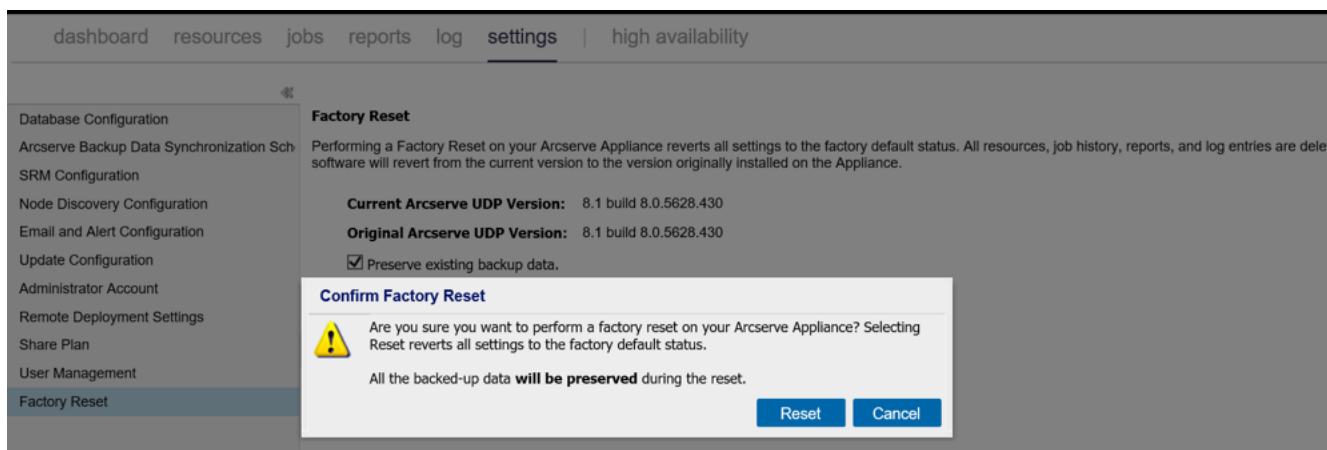 dashboard resources jobs reports log settings | high availability
Database Configuration
Arcserve Backup Data Synchronization Sch
SRM Configuration
Node Discovery Configuration
Email and Alert Configuration
Update Configuration
Administrator Account
Remote Deployment Settings
Share Plan
User Management
Factory Reset
Factory Reset
Performing a Factory Reset on your Arcserve Appliance reverts all settings to the factory default status. All resources, job history, reports, and log entries are dele
software will revert from the current version to the version originally installed on the Appliance.
Current Arcserve UDP Version: 8.1 build 8.0.5628.430
Original Arcserve UDP Version: 8.1 build 8.0.5628.430
Preserve existing backup data.
Confirm Factory Reset
Are you sure you want to perform a factory reset on your Arcserve Appliance? Selecting
Reset reverts all settings to the factory default status.
All the backed-up data will be preserved during the reset.
Reset Cancel